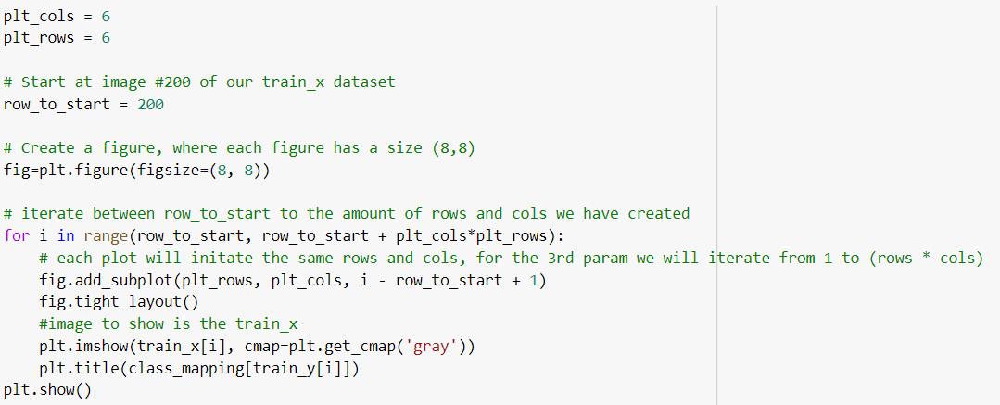 plt_cols = 6
plt_rows = 6
# Start at image #200 of our train_x dataset
row_to_start = 200
# Create a figure, where each figure has a size (8,8)
fig=plt.figure(figsize=(8, 8))
# iterate between row_to_start to the amount of rows and cols we have created
for i in range(row_to_start, row_to_start + plt_cols*plt_rows):
    # each plot will initate the same rows and cols, for the 3rd param we will iterate from 1 to (rows * cols)
    fig.add_subplot(plt_rows, plt_cols, i - row_to_start + 1)
    fig.tight_layout()
    #image to show is the train_x
    plt.imshow(train_x[i], cmap=plt.get_cmap('gray'))
    plt.title(class_mapping[train_y[i]])
plt.show()